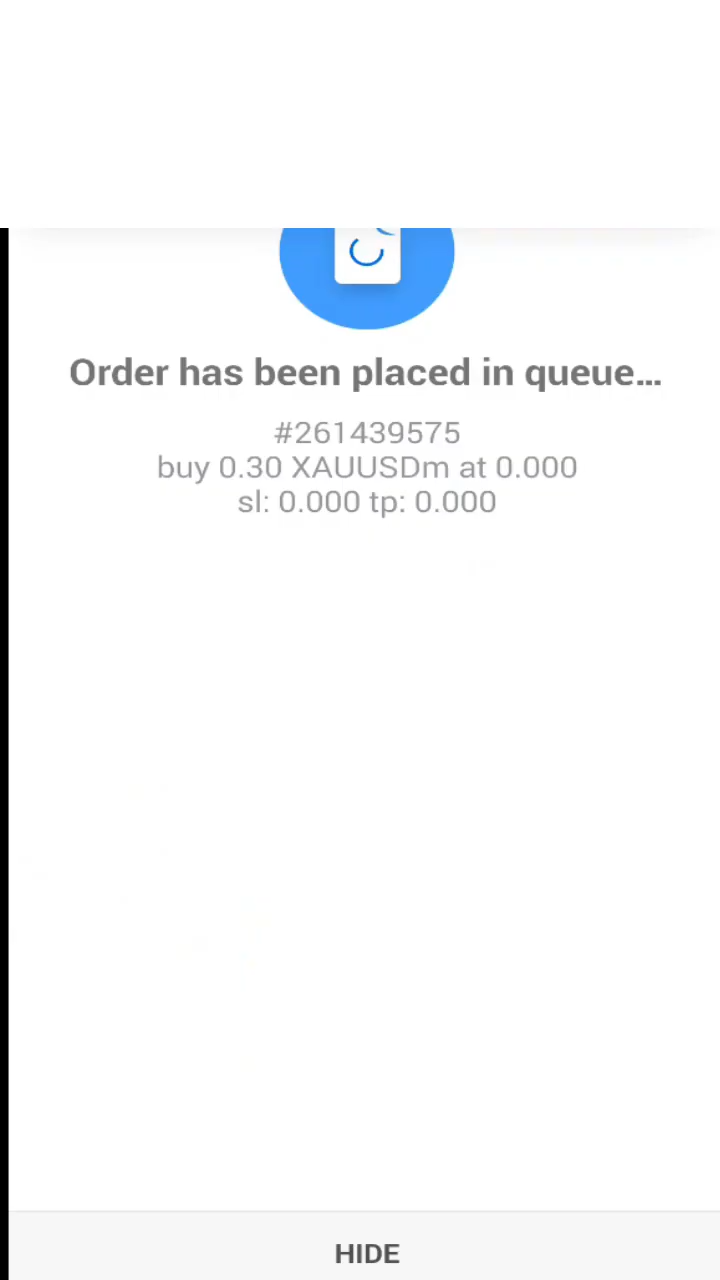 Order has been placed in queue...
#261439575
buy 0.30 XAUUSDm at 0.000
sl: 0.000 tp: 0.000
HIDE